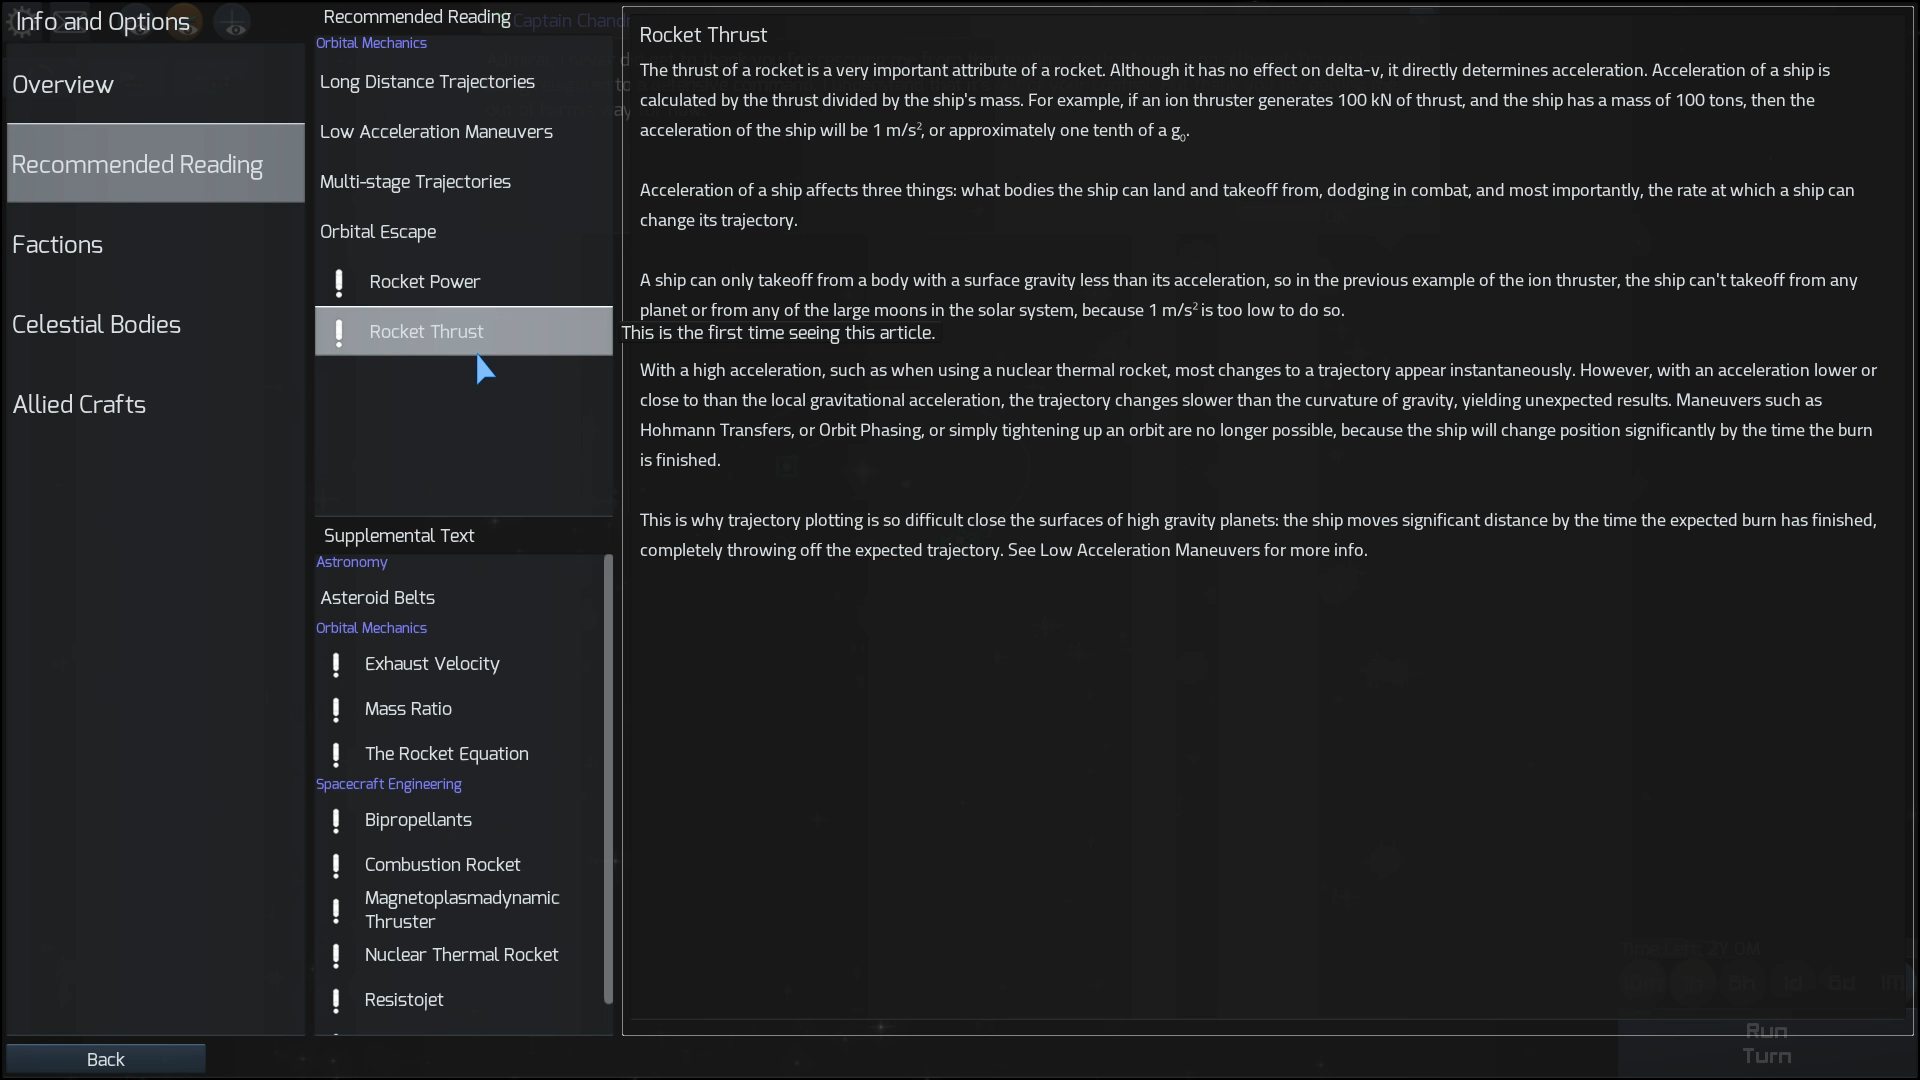 Info and Options
Overview
Recommended Reading
Factions
Celestial Bodies
Allied Crafts
Back
Recommended Reading
Captain Chand
Orbital Mechanics
Long Distance Trajectories
Low Acceleration Maneuvers
Multi-stage Trajectories
Orbital Escape
Rocket Power
Rocket Thrust
This is the first time seeing this article.
Supplemental Text
Astronomy
Asteroid Belts
Orbital Mechanics
Exhaust Velocity
Mass Ratio
The Rocket Equation
Spacecraft Engineering
Bipropellants
Combustion Rocket
Magnetoplasmadynamic
Thruster
Nuclear Thermal Rocket
Resistojet
Rocket Thrust
The thrust of a rocket is a very important attribute of a rocket. Although it has no effect on delta-v, it directly determines acceleration. Acceleration of a ship is
calculated by the thrust divided by the ship's mass. For example, if an ion thruster generates 100 kN of thrust, and the ship has a mass of 100 tons, then the
acceleration of the ship will be 1 m/s², or approximately one tenth of a g₀.
Acceleration of a ship affects three things: what bodies the ship can land and takeoff from, dodging in combat, and most importantly, the rate at which a ship can
change its trajectory.
A ship can only takeoff from a body with a surface gravity less than its acceleration, so in the previous example of the ion thruster, the ship can't takeoff from any
planet or from any of the large moons in the solar system, because 1 m/s² is too low to do so.
With a high acceleration, such as when using a nuclear thermal rocket, most changes to a trajectory appear instantaneously. However, with an acceleration lower or
close to than the local gravitational acceleration, the trajectory changes slower than the curvature of gravity, yielding unexpected results. Maneuvers such as
Hohmann Transfers, or Orbit Phasing, or simply tightening up an orbit are no longer possible, because the ship will change position significantly by the time the burn
is finished.
This is why trajectory plotting is so difficult close the surfaces of high gravity planets: the ship moves significant distance by the time the expected burn has finished,
completely throwing off the expected trajectory. See Low Acceleration Maneuvers for more info.
Run
Turn